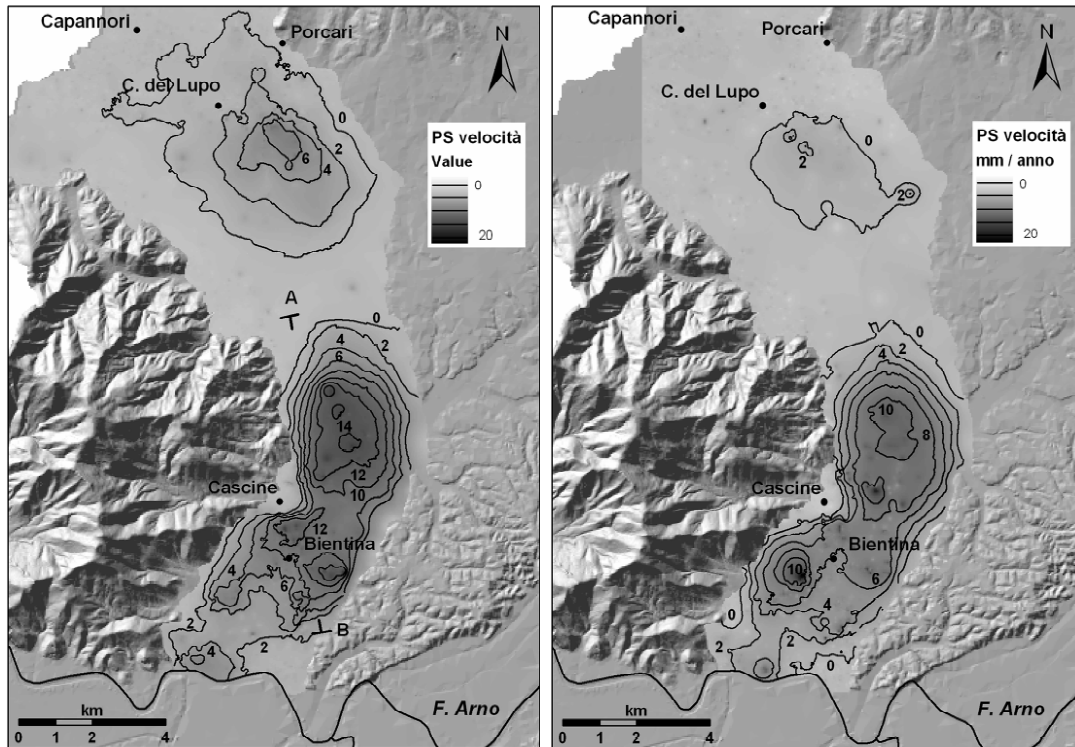 Capannori
Porcari
N
C. del Lupo
0
2
4
6
PS velocità
Value
0
20
A
0
2
4
6
14
12
10
Cascine
12
Bientina
4
6
2
B
4
2
km
0 1 2 4
F. Arno
Capannori
Porcari
N
C. del Lupo
0
2
2
PS velocità
mm / anno
0
20
0
2
4
10
8
Cascine
Bientina
10
6
4
0
2
2
0
km
0 1 2 4
F. Arno